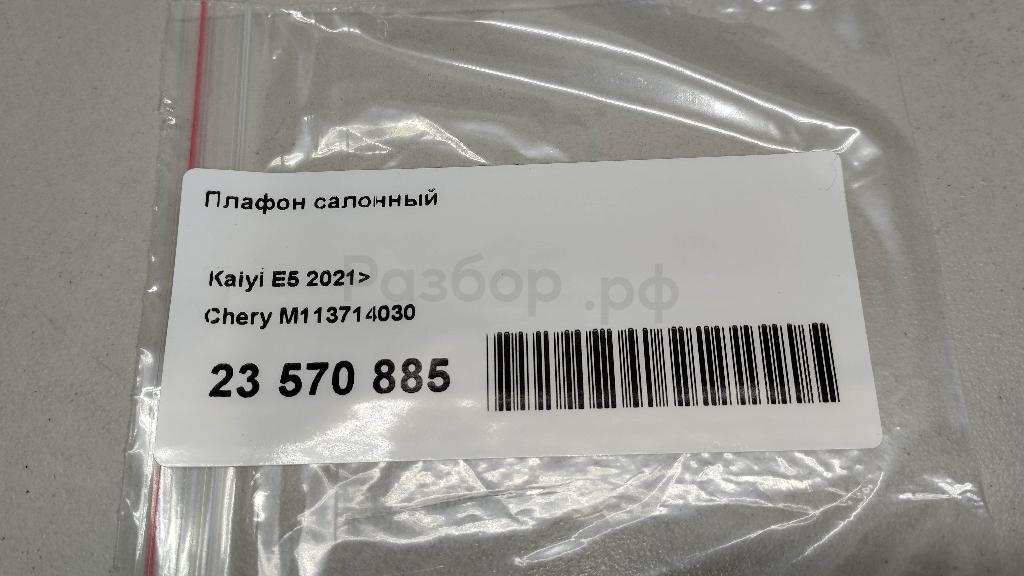 Плафон салонный
Kaiyi E5 2021>
Разбор.рф
Chery M113714030
23 570 885